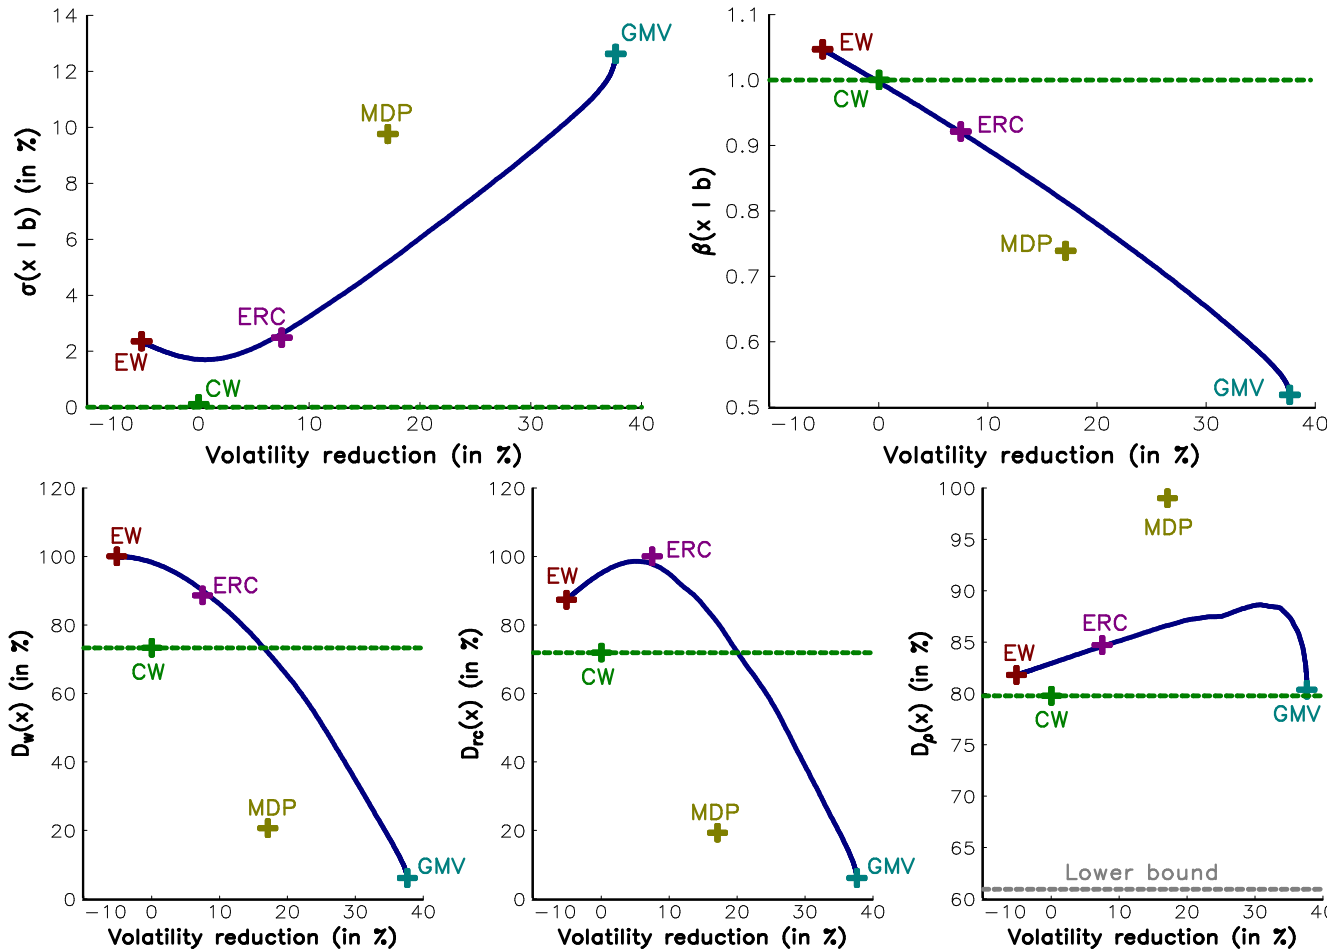 14
12
10
8
6
4
2
0
σ(x | b) (in %)
GMV
MDP
ERC
EW
CW
−10 0 10 20 30 40
Volatility reduction (in %)
1.1
1.0
0.9
0.8
0.7
0.6
0.5
β(x | b)
EW
CW
ERC
MDP
GMV
−10 0 10 20 30 40
Volatility reduction (in %)
120
100
80
60
40
20
0
D_w(x) (in %)
EW
ERC
CW
MDP
GMV
−10 0 10 20 30 40
Volatility reduction (in %)
120
100
80
60
40
20
0
D_rc(x) (in %)
ERC
EW
CW
MDP
GMV
−10 0 10 20 30 40
Volatility reduction (in %)
100
95
90
85
80
75
70
65
60
D_ρ(x) (in %)
MDP
ERC
EW
CW
GMV
Lower bound
−10 0 10 20 30 40
Volatility reduction (in %)